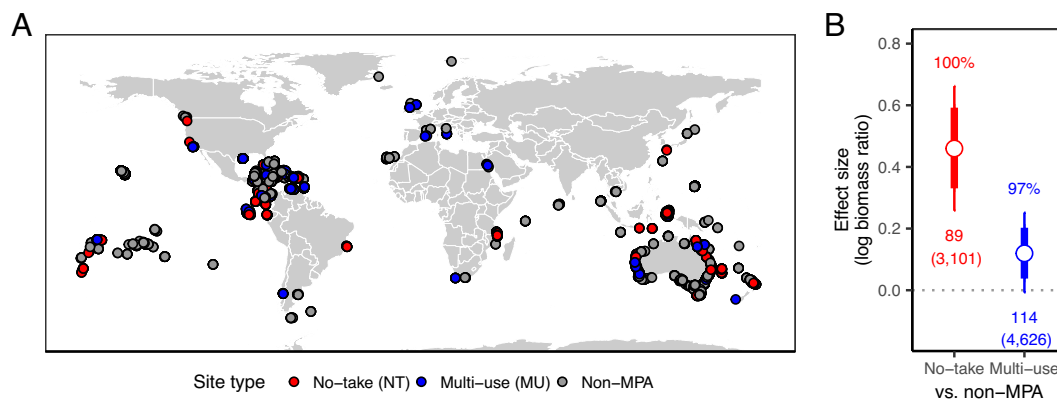 A
Site type No−take (NT) Multi−use (MU) Non−MPA
B
Effect size
(log biomass ratio)
0.8
0.6
0.4
0.2
0.0
100%
89
(3,101)
97%
114
(4,626)
No−take Multi−use
vs. non−MPA